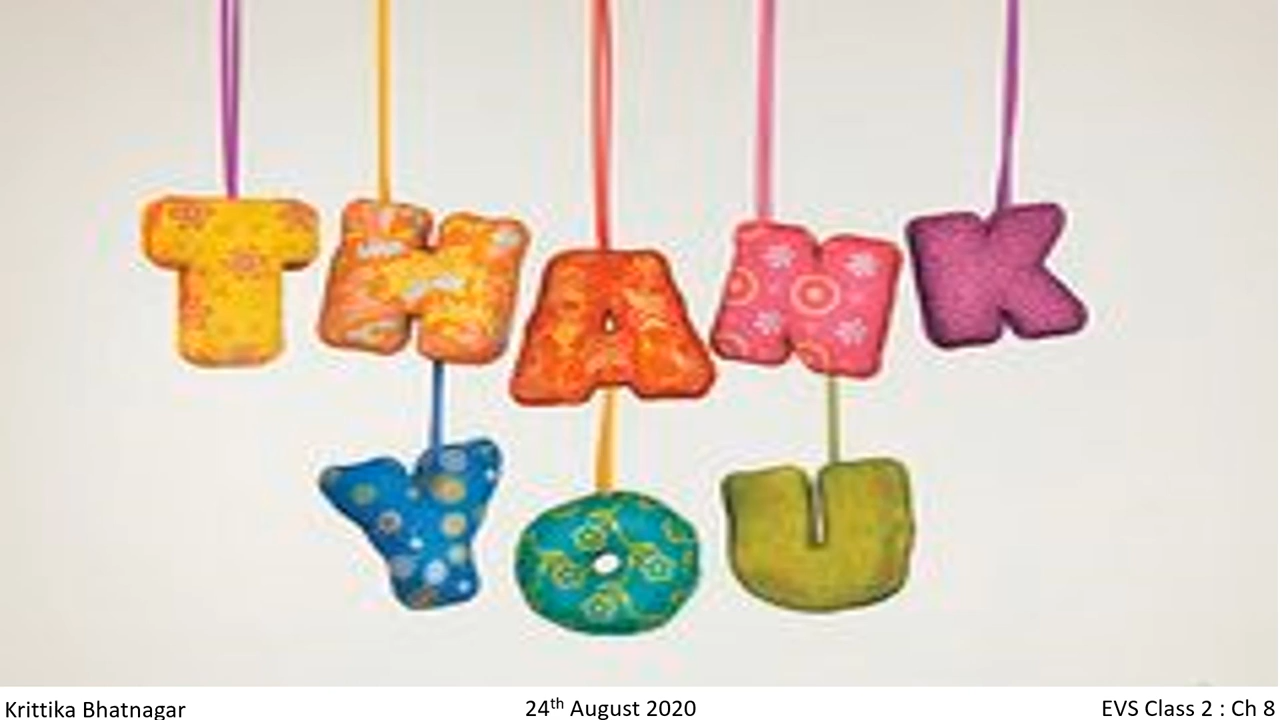 THANK
YOU
Krittika Bhatnagar
24th August 2020
EVS Class 2 : Ch 8